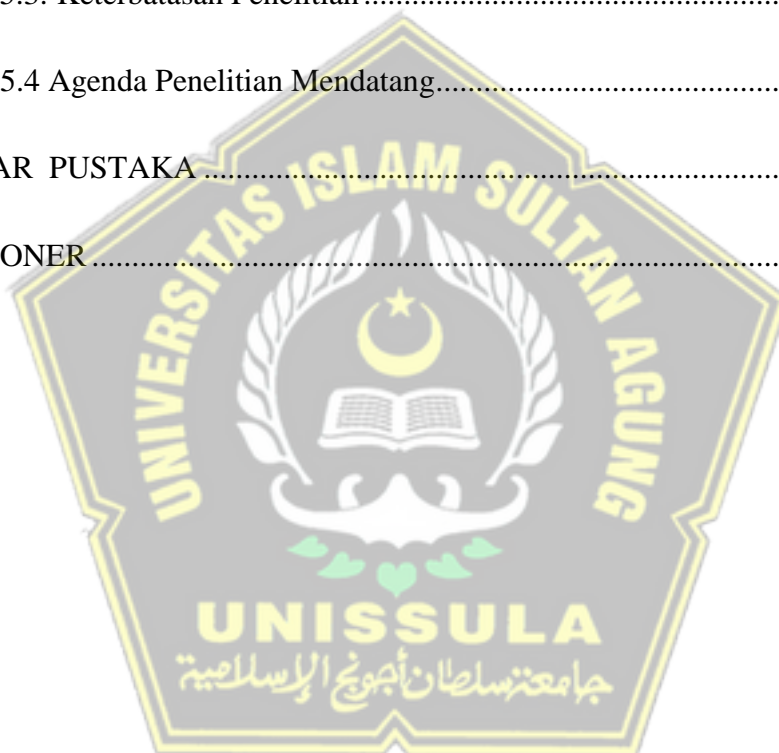 5.3. Keterbatasan Penelitian ........................................................
5.4 Agenda Penelitian Mendatang...............................................
AR PUSTAKA ..............................................................................
ONER ............................................................................................
UNIVERSITAS ISLAM SULTAN AGUNG
UNISSULA
جامعة سلطان أجونج الإسلامية